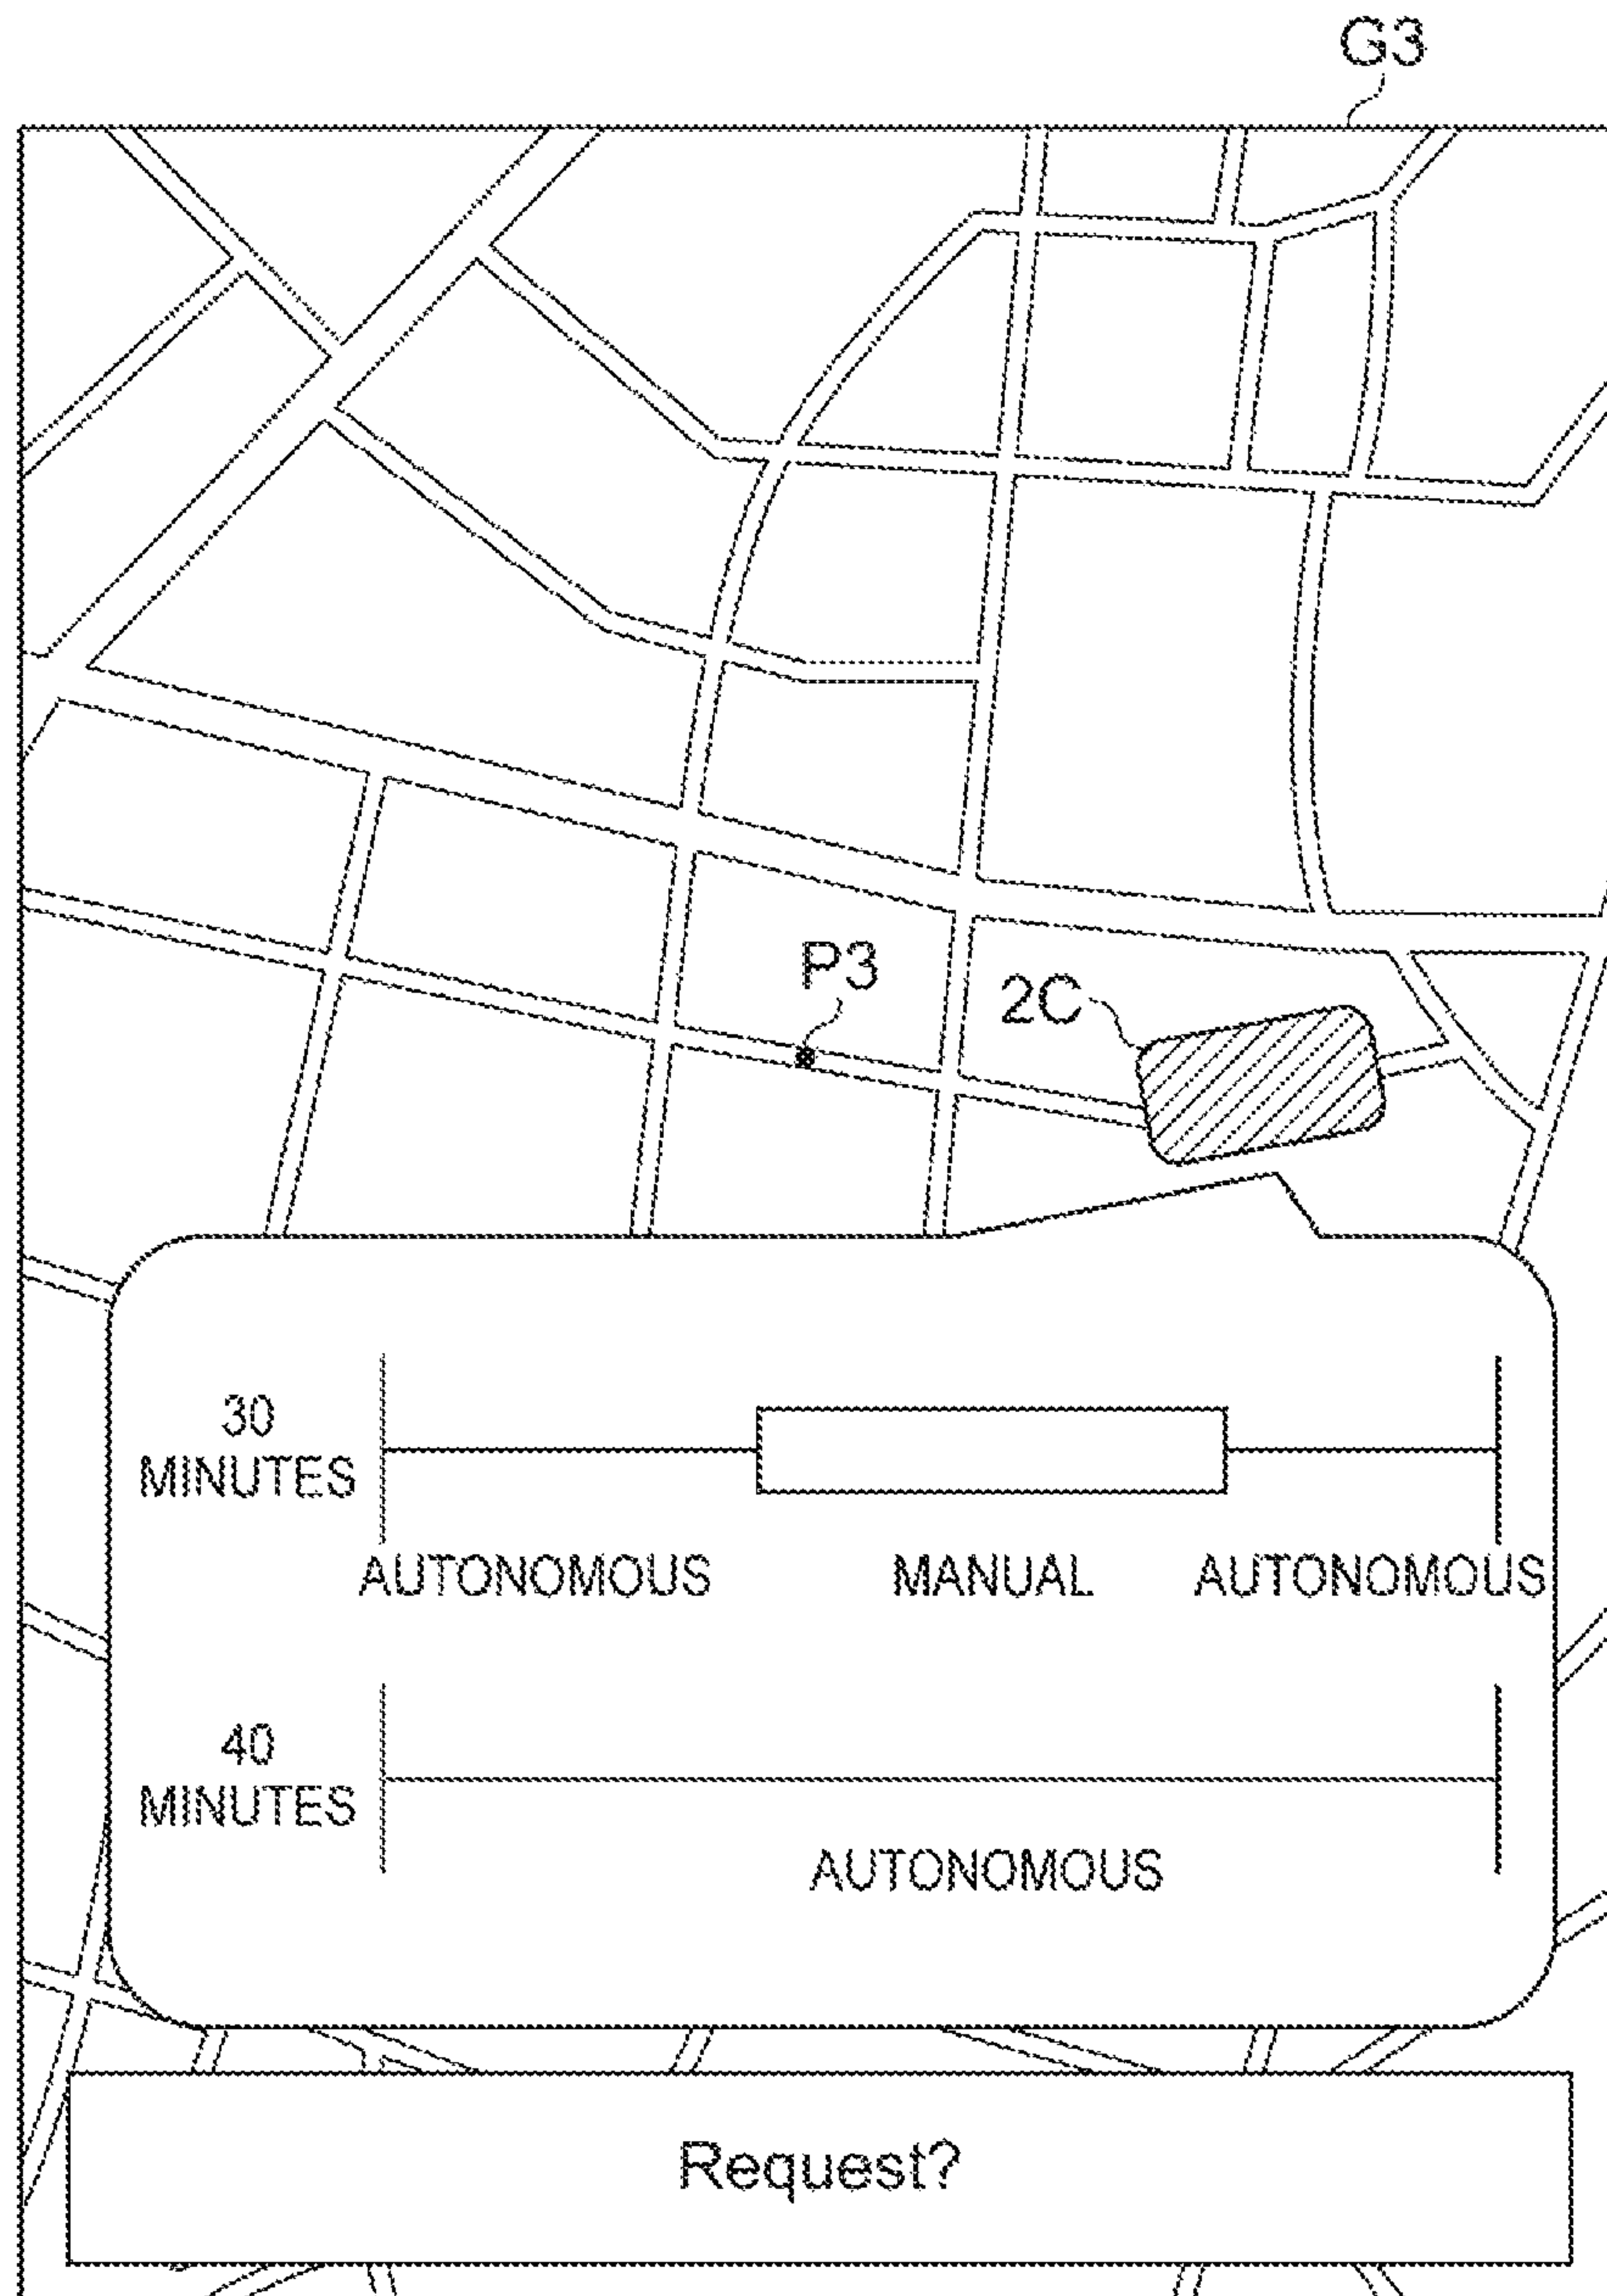 G3
P3
2C
30
MINUTES
AUTONOMOUS MANUAL AUTONOMOUS
40
MINUTES
AUTONOMOUS
Request?